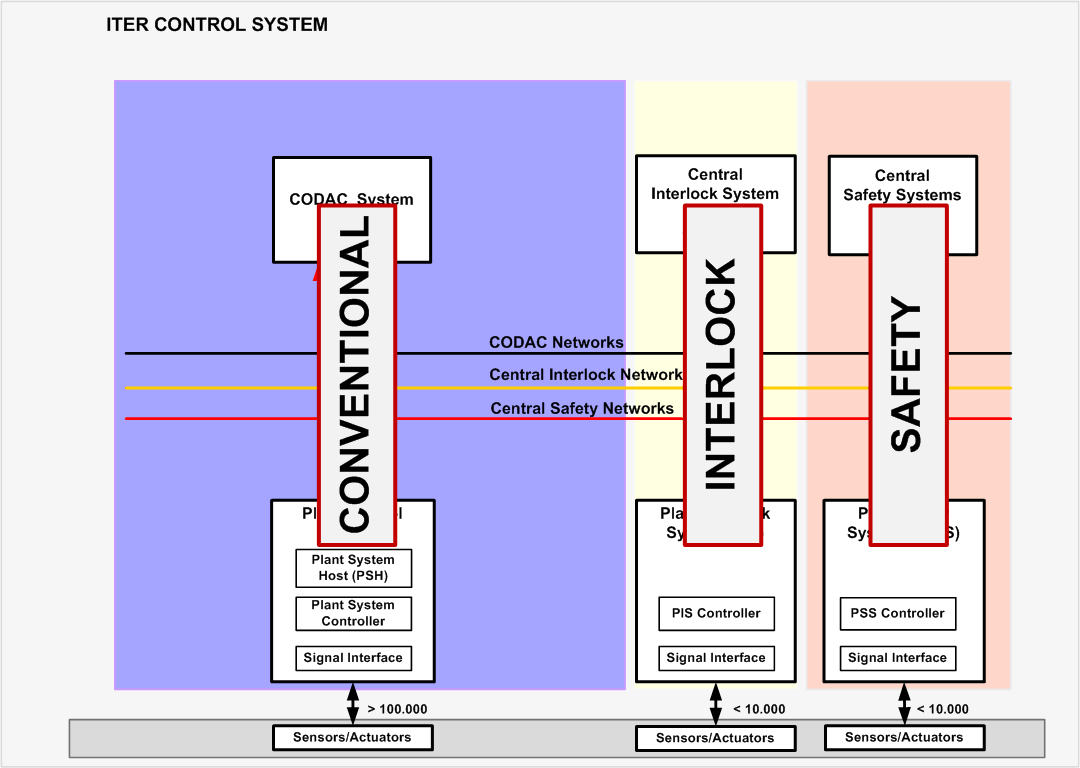 ITER CONTROL SYSTEM
CODAC System
Central
Interlock System
Central
Safety Systems
CONVENTIONAL
INTERLOCK
SAFETY
CODAC Networks
Central Interlock Network
Central Safety Networks
Plant System
Host (PSH)
Plant System
Controller
Signal Interface
PIS Controller
Signal Interface
PSS Controller
Signal Interface
> 100.000
< 10.000
< 10.000
Sensors/Actuators
Sensors/Actuators
Sensors/Actuators